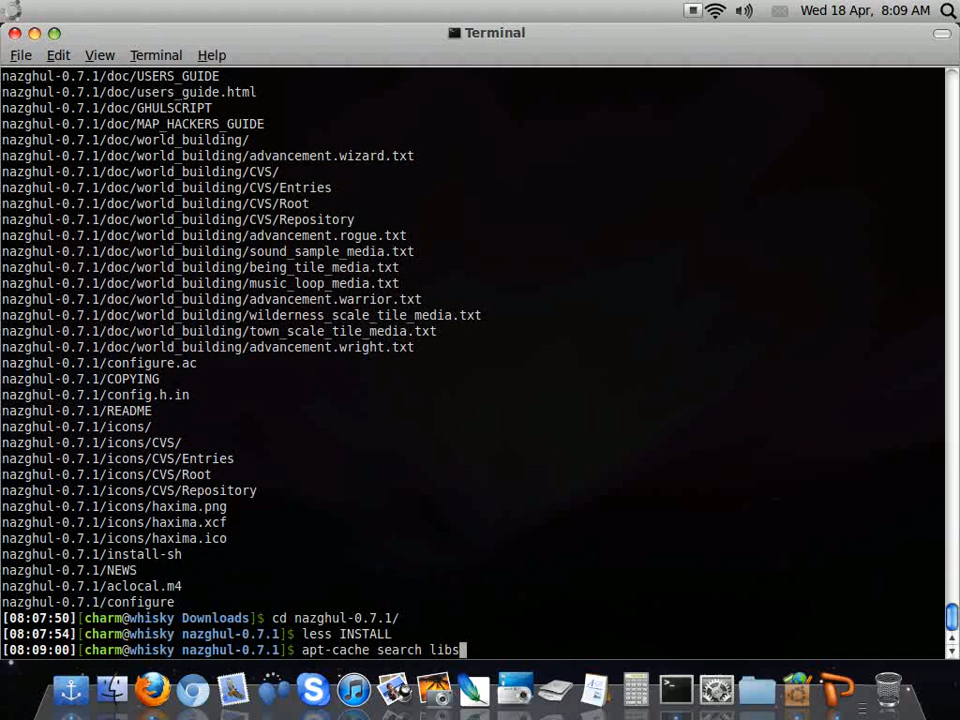 Wed 18 Apr, 8:09 AM
Terminal
File Edit View Terminal Help
nazghul-0.7.1/doc/USERS_GUIDE
nazghul-0.7.1/doc/users_guide.html
nazghul-0.7.1/doc/GHULSCRIPT
nazghul-0.7.1/doc/MAP_HACKERS_GUIDE
nazghul-0.7.1/doc/world_building/
nazghul-0.7.1/doc/world_building/advancement.wizard.txt
nazghul-0.7.1/doc/world_building/CVS/
nazghul-0.7.1/doc/world_building/CVS/Entries
nazghul-0.7.1/doc/world_building/CVS/Root
nazghul-0.7.1/doc/world_building/CVS/Repository
nazghul-0.7.1/doc/world_building/advancement.rogue.txt
nazghul-0.7.1/doc/world_building/sound_sample_media.txt
nazghul-0.7.1/doc/world_building/being_tile_media.txt
nazghul-0.7.1/doc/world_building/music_loop_media.txt
nazghul-0.7.1/doc/world_building/advancement.warrior.txt
nazghul-0.7.1/doc/world_building/wilderness_scale_tile_media.txt
nazghul-0.7.1/doc/world_building/town_scale_tile_media.txt
nazghul-0.7.1/doc/world_building/advancement.wright.txt
nazghul-0.7.1/configure.ac
nazghul-0.7.1/COPYING
nazghul-0.7.1/config.h.in
nazghul-0.7.1/README
nazghul-0.7.1/icons/
nazghul-0.7.1/icons/CVS/
nazghul-0.7.1/icons/CVS/Entries
nazghul-0.7.1/icons/CVS/Root
nazghul-0.7.1/icons/CVS/Repository
nazghul-0.7.1/icons/haxima.png
nazghul-0.7.1/icons/haxima.xcf
nazghul-0.7.1/icons/haxima.ico
nazghul-0.7.1/install-sh
nazghul-0.7.1/NEWS
nazghul-0.7.1/aclocal.m4
nazghul-0.7.1/configure
[08:07:50][charm@whisky Downloads]$ cd nazghul-0.7.1/
[08:07:54][charm@whisky nazghul-0.7.1]$ less INSTALL
[08:09:00][charm@whisky nazghul-0.7.1]$ apt-cache search libs